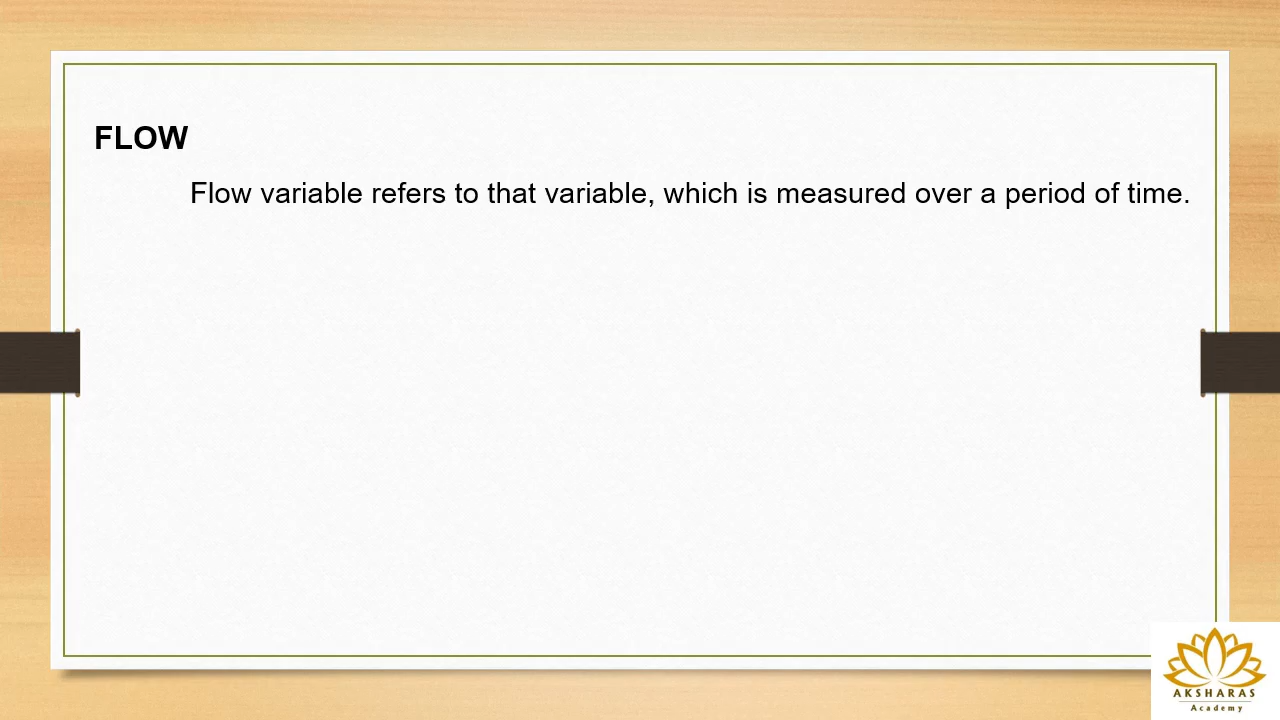 FLOW
Flow variable refers to that variable, which is measured over a period of time.
AKSHARAS
Academy